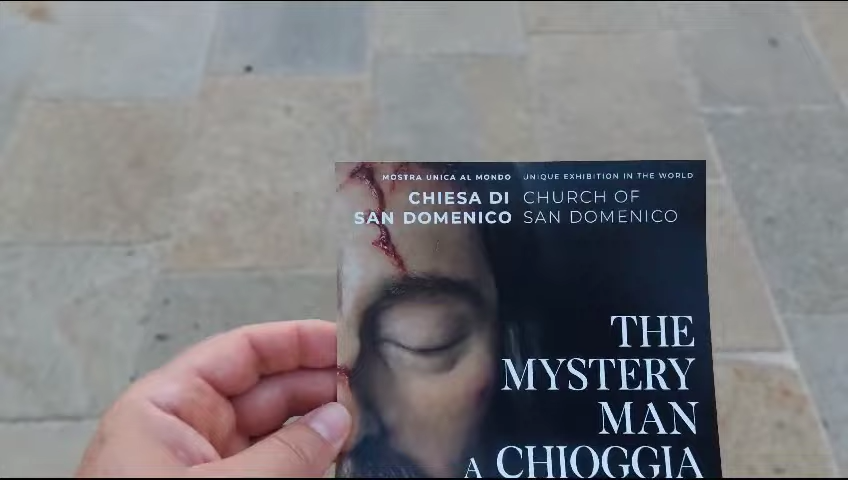 MOSTRA UNICA AL MONDO UNIQUE EXHIBITION IN THE WORLD
CHIESA DI CHURCH OF
SAN DOMENICO SAN DOMENICO
THE
MYSTERY
MAN
A CHIOGGIA